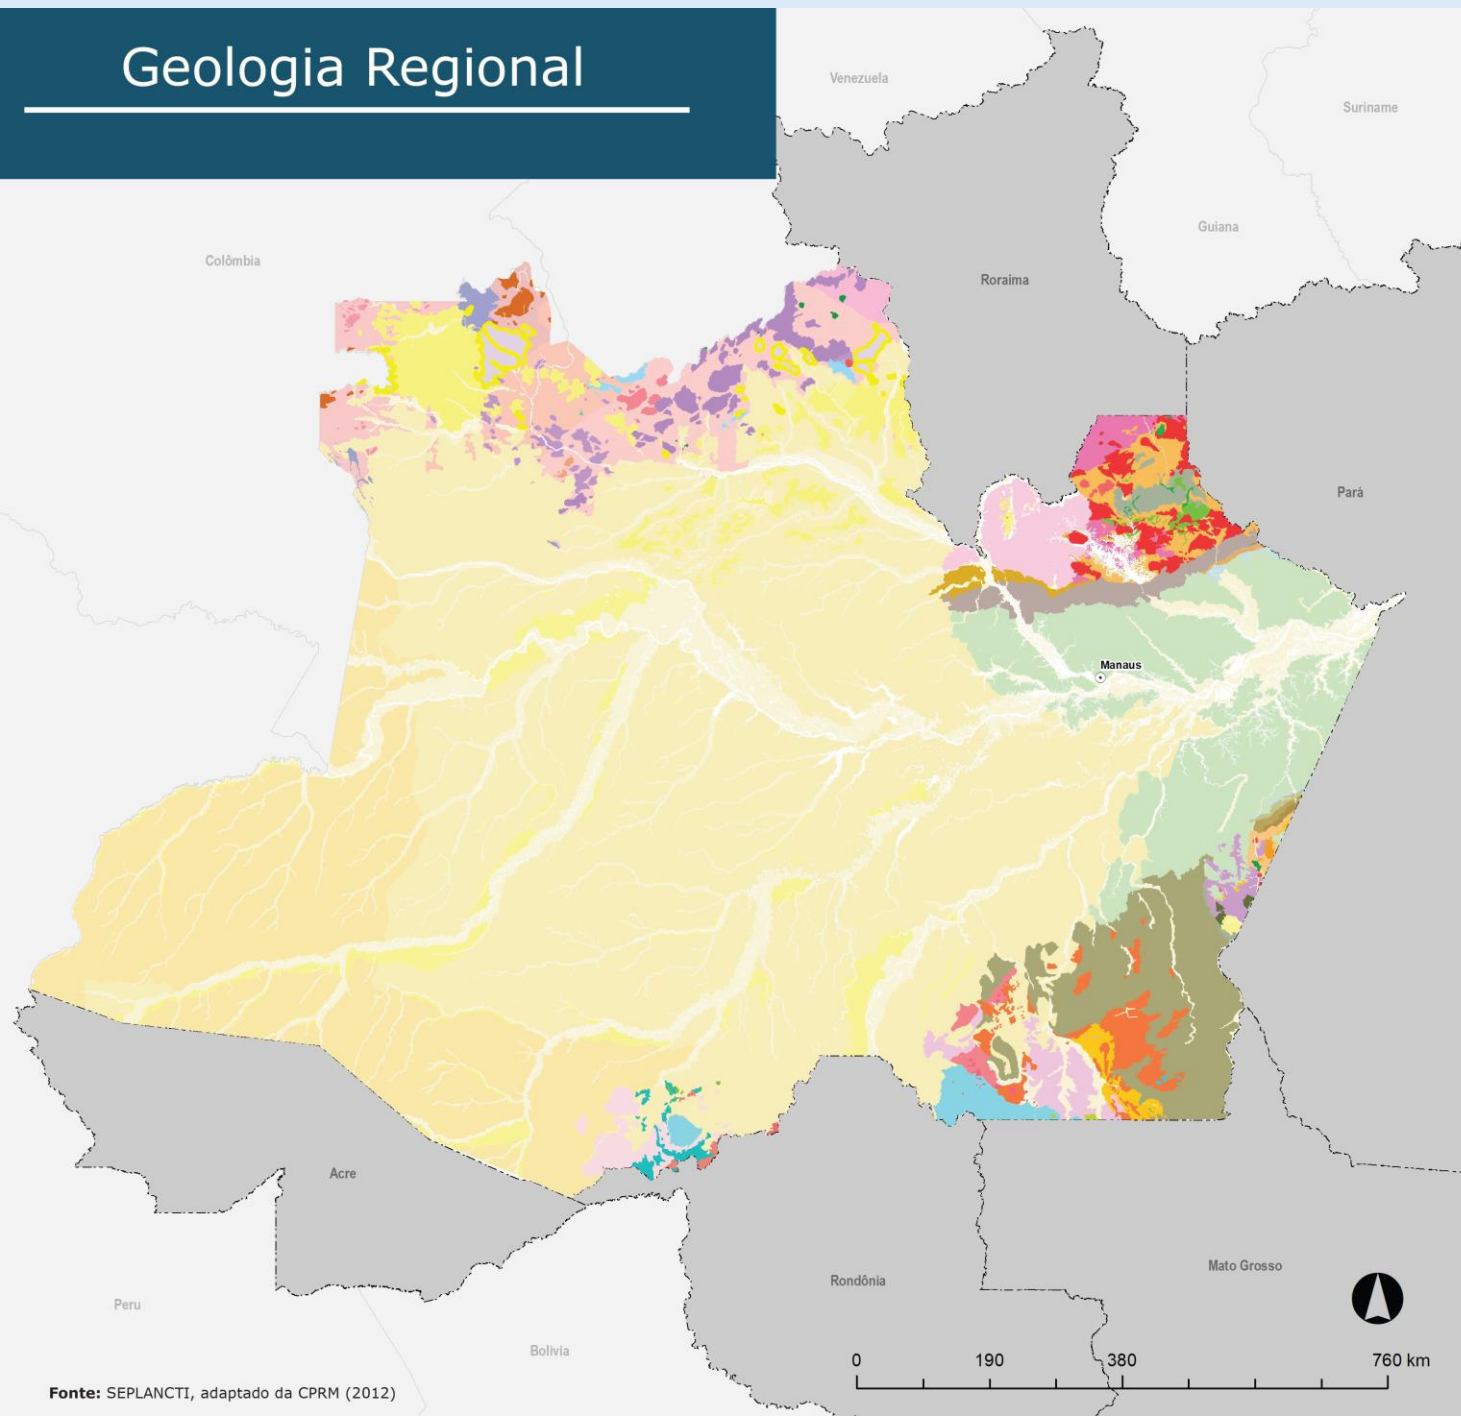 Geologia Regional
Venezuela
Suriname
Guiana
Colômbia
Roraima
Pará
Manaus
Acre
Rondônia
Mato Grosso
Peru
Bolivia
0 190 380 760 km
Fonte: SEPLANCTI, adaptado da CPRM (2012)